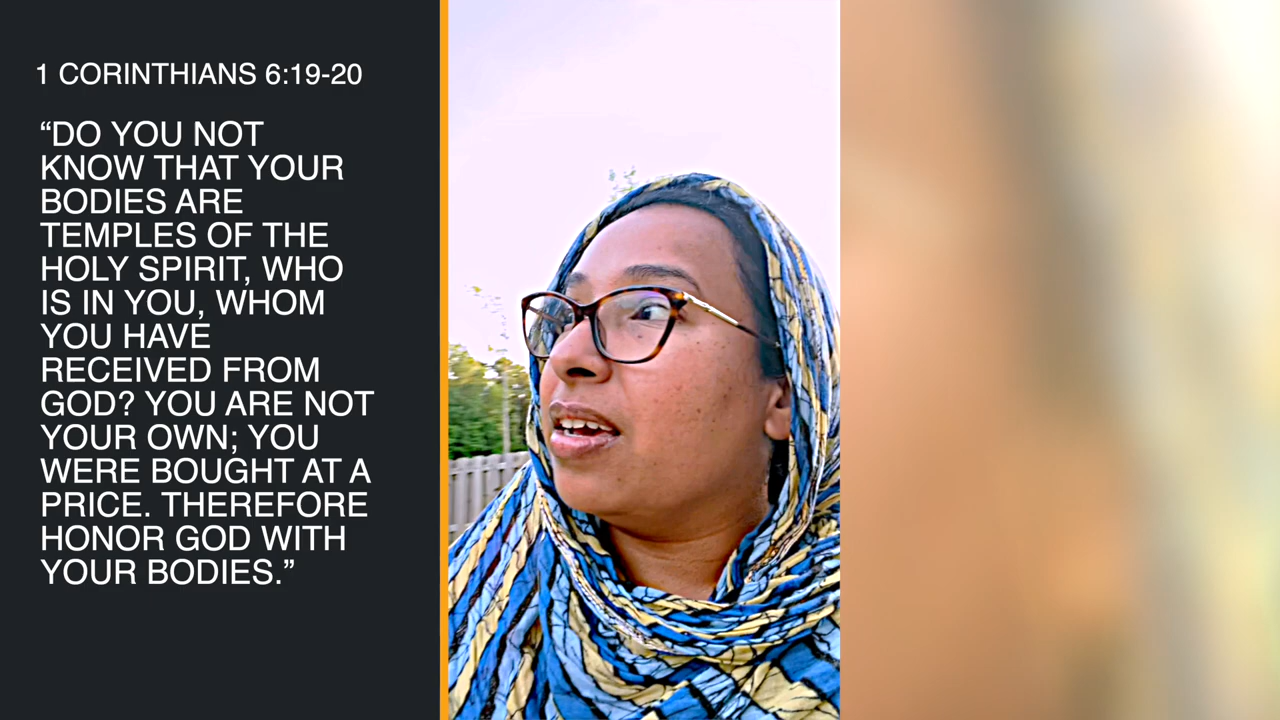 1 CORINTHIANS 6:19-20
“DO YOU NOT
KNOW THAT YOUR
BODIES ARE
TEMPLES OF THE
HOLY SPIRIT, WHO
IS IN YOU, WHOM
YOU HAVE
RECEIVED FROM
GOD? YOU ARE NOT
YOUR OWN; YOU
WERE BOUGHT AT A
PRICE. THEREFORE
HONOR GOD WITH
YOUR BODIES.”